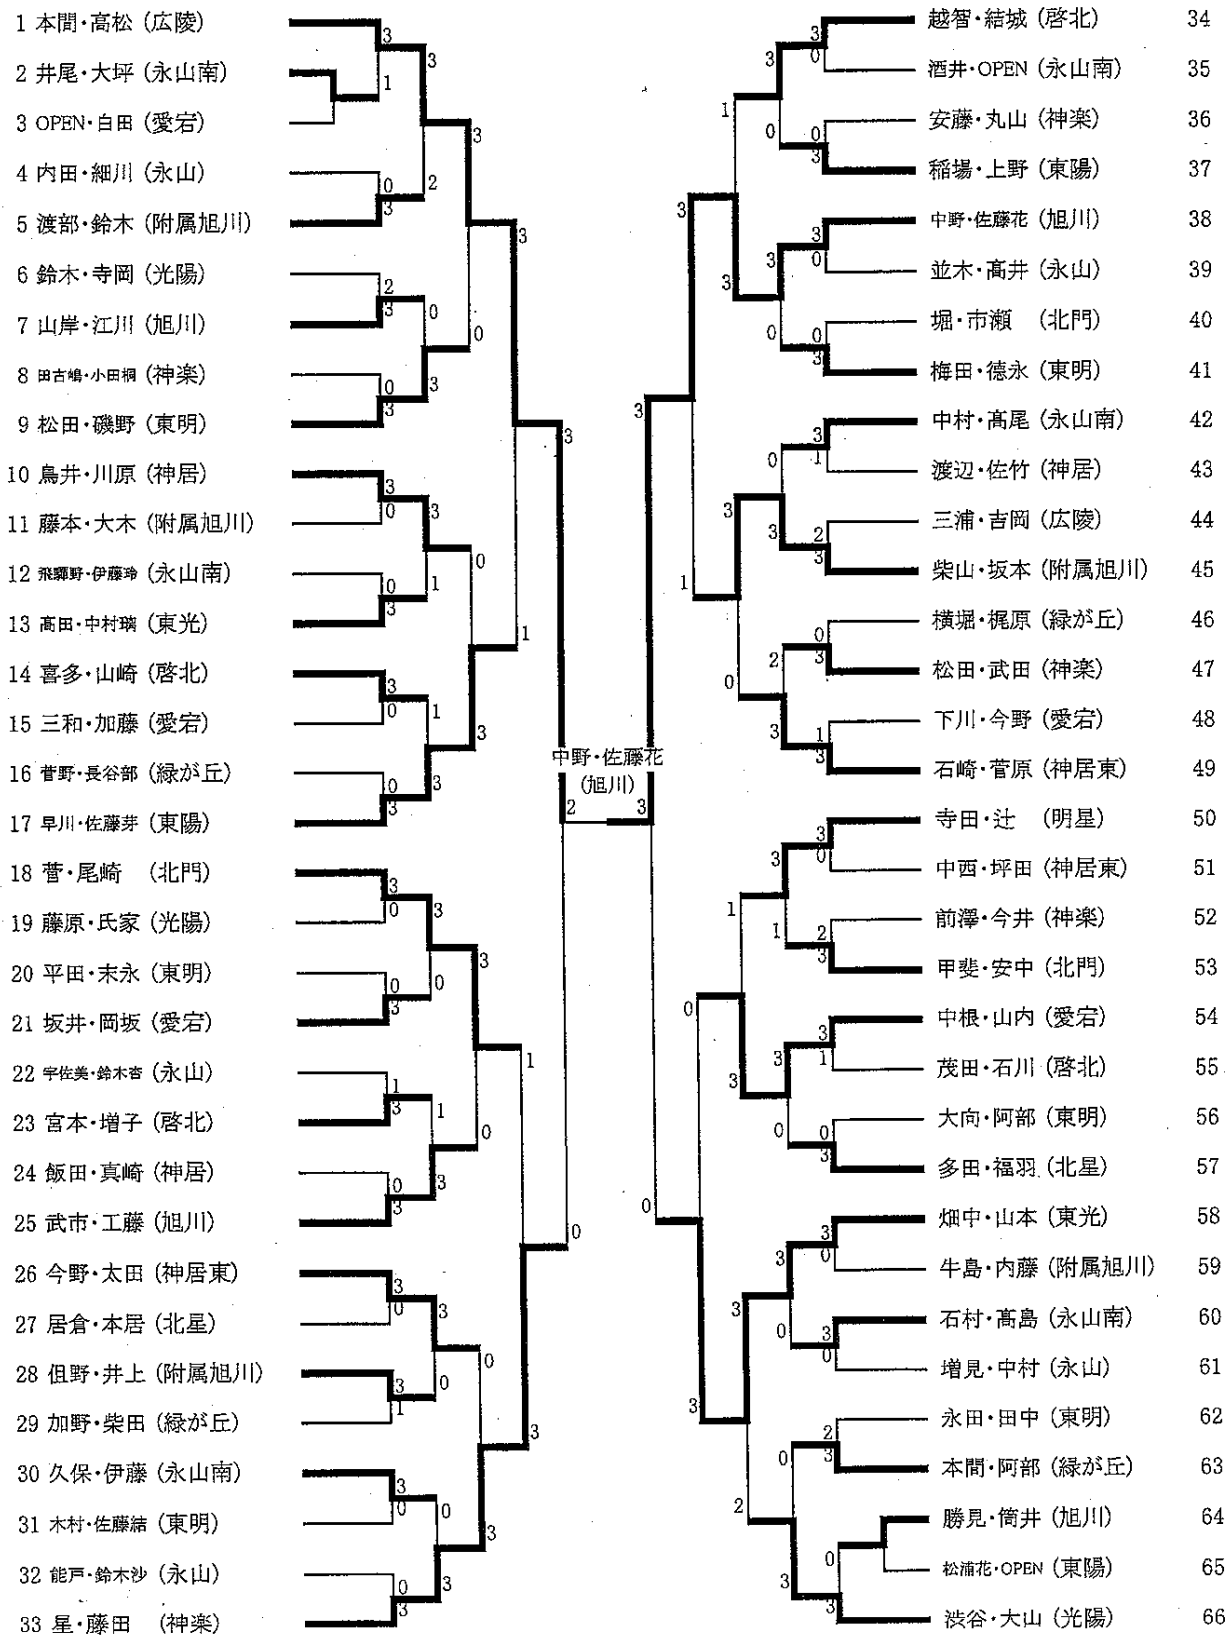 1 本間・高松 (広陵)
2 井尾・大坪 (永山南)
3 OPEN・白田 (愛宕)
4 内田・細川 (永山)
5 渡部・鈴木 (附属旭川)
6 鈴木・寺岡 (光陽)
7 山岸・江川 (旭川)
8 田古嶋・小田桐 (神楽)
9 松田・磯野 (東明)
10 鳥井・川原 (神居)
11 藤本・大木 (附属旭川)
12 飛驒野・伊藤玲 (永山南)
13 高田・中村瑞 (東光)
14 喜多・山崎 (啓北)
15 三和・加藤 (愛宕)
16 菅野・長谷部 (緑が丘)
17 早川・佐藤芽 (東陽)
18 菅・尾崎 (北門)
19 藤原・氏家 (光陽)
20 平田・末永 (東明)
21 坂井・岡坂 (愛宕)
22 宇佐美・鈴木杏 (永山)
23 宮本・増子 (啓北)
24 飯田・真崎 (神居)
25 武市・工藤 (旭川)
26 今野・太田 (神居東)
27 居倉・本居 (北星)
28 但野・井上 (附属旭川)
29 加野・柴田 (緑が丘)
30 久保・伊藤 (永山南)
31 木村・佐藤結 (東明)
32 能戸・鈴木沙 (永山)
33 星・藤田 (神楽)
中野・佐藤花
(旭川)
2 3
越智・結城 (啓北) 34
酒井・OPEN (永山南) 35
安藤・丸山 (神楽) 36
稲場・上野 (東陽) 37
中野・佐藤花 (旭川) 38
並木・髙井 (永山) 39
堀・市瀬 (北門) 40
梅田・徳永 (東明) 41
中村・髙尾 (永山南) 42
渡辺・佐竹 (神居) 43
三浦・吉岡 (広陵) 44
柴山・坂本 (附属旭川) 45
横堀・梶原 (緑が丘) 46
松田・武田 (神楽) 47
下川・今野 (愛宕) 48
石崎・菅原 (神居東) 49
寺田・辻 (明星) 50
中西・坪田 (神居東) 51
前澤・今井 (神楽) 52
甲斐・安中 (北門) 53
中根・山内 (愛宕) 54
茂田・石川 (啓北) 55
大向・阿部 (東明) 56
多田・福羽 (北星) 57
畑中・山本 (東光) 58
牛島・内藤 (附属旭川) 59
石村・髙島 (永山南) 60
増見・中村 (永山) 61
永田・田中 (東明) 62
本間・阿部 (緑が丘) 63
勝見・筒井 (旭川) 64
松浦花・OPEN (東陽) 65
渋谷・大山 (光陽) 66